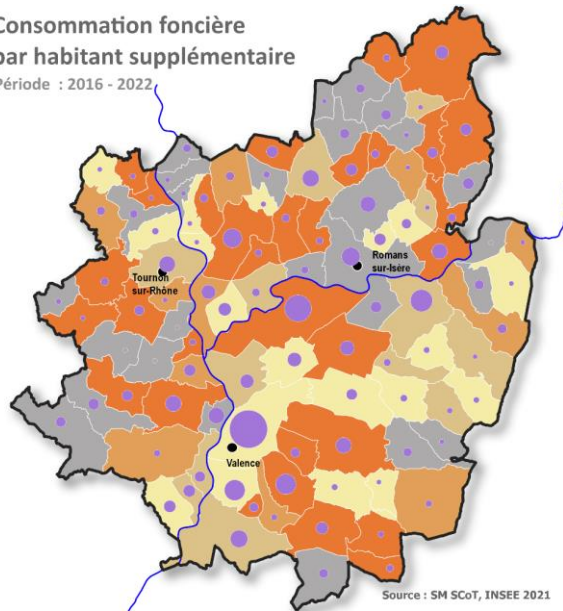 Consommation foncière
par habitant supplémentaire
Période : 2016 - 2022
Romans
sur-Isère
Tournon
sur-Rhône
Valence
Source : SM SCoT, INSEE 2021